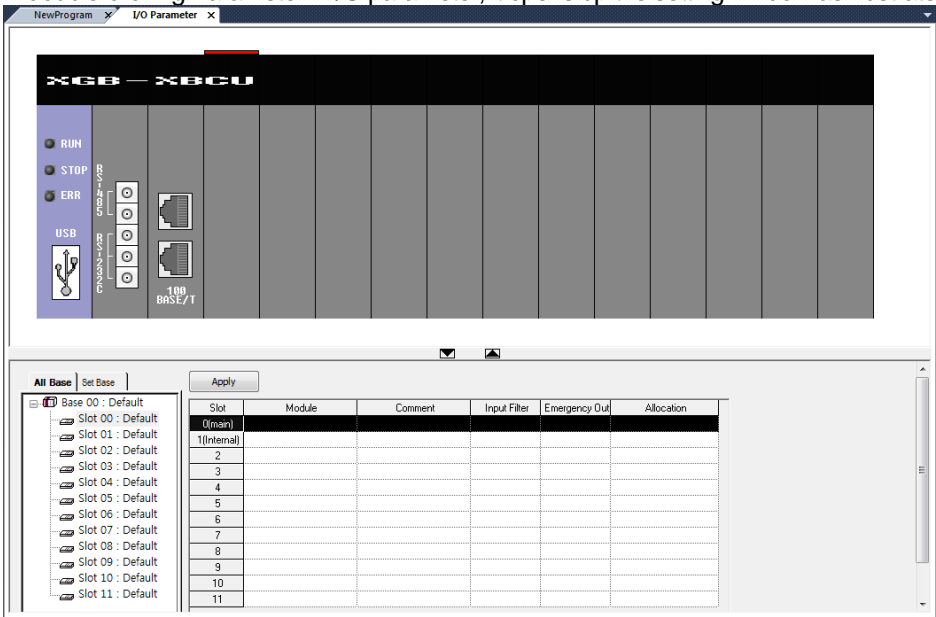 NewProgram × I/O Parameter ×
XGB — XBCU
RUN
STOP
ERR
USB
RS-485
RS-232C
100
BASE/T
All Base Set Base Apply
Base 00 : Default
Slot 00 : Default
Slot 01 : Default
Slot 02 : Default
Slot 03 : Default
Slot 04 : Default
Slot 05 : Default
Slot 06 : Default
Slot 07 : Default
Slot 08 : Default
Slot 09 : Default
Slot 10 : Default
Slot 11 : Default
Slot Module Comment Input Filter Emergency Out Allocation
0(main)
1(Internal)
2
3
4
5
6
7
8
9
10
11